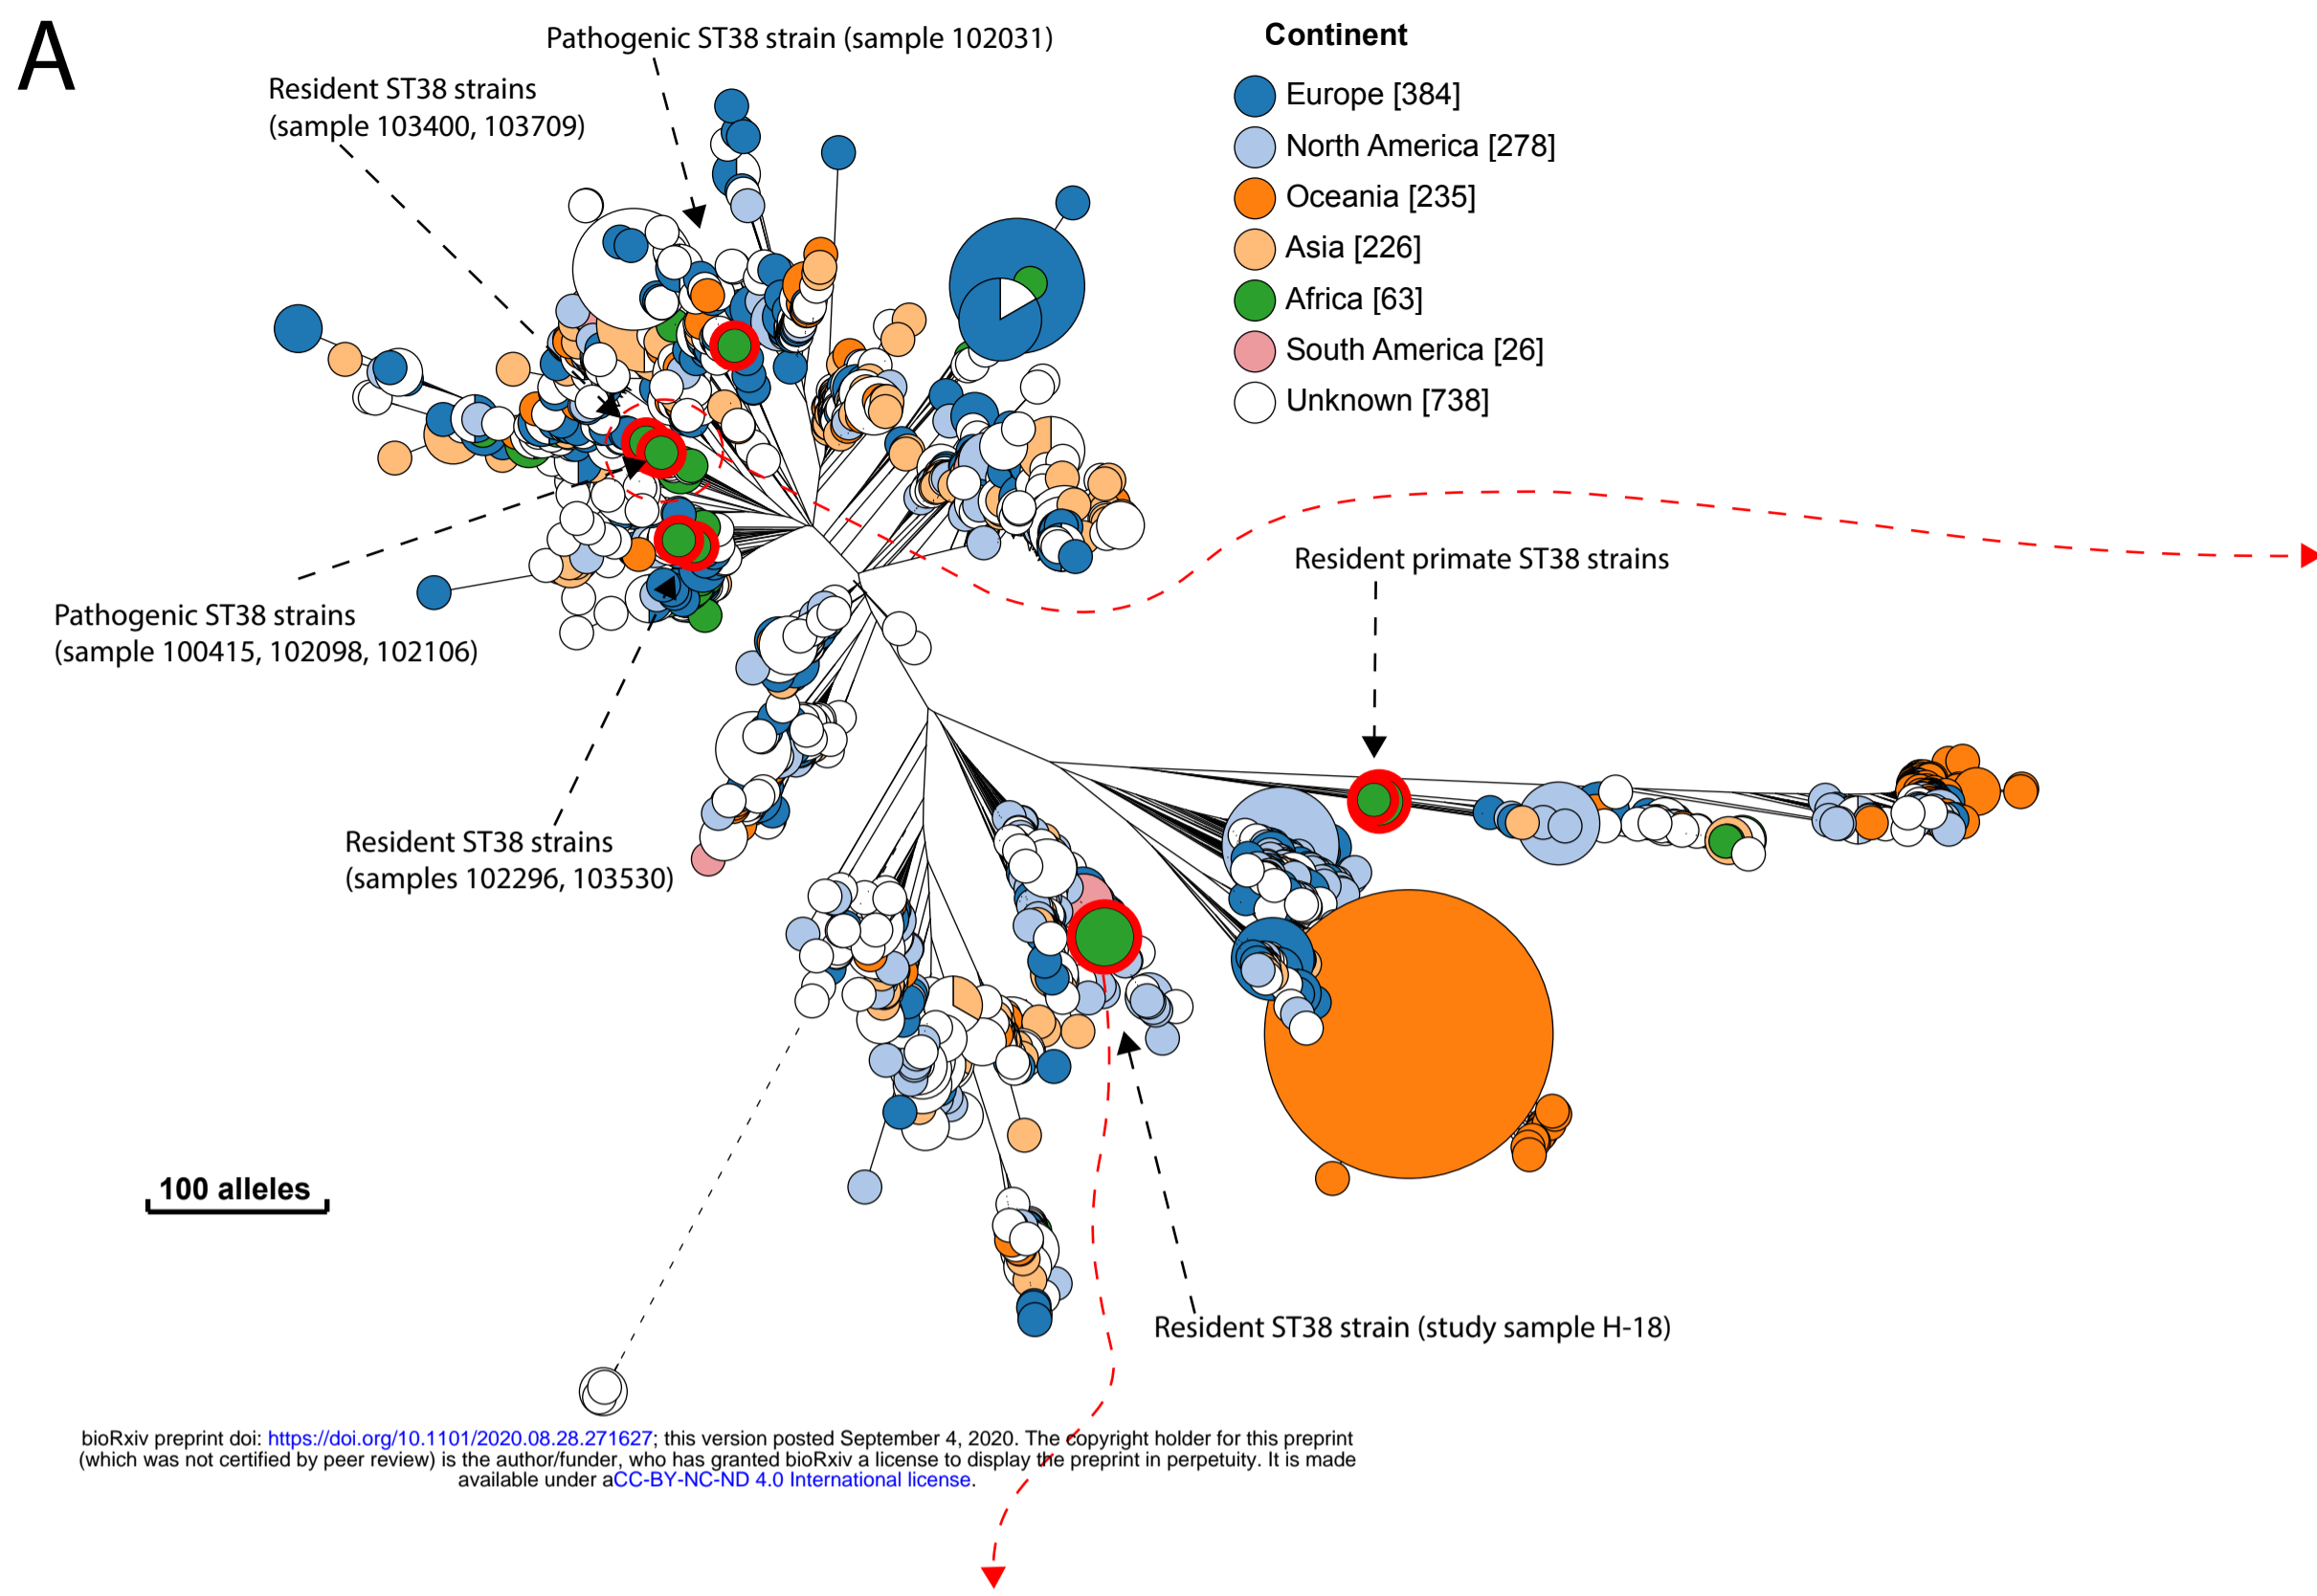 A
Pathogenic ST38 strain (sample 102031)
Resident ST38 strains
(sample 103400, 103709)
Continent
Europe [384]
North America [278]
Oceania [235]
Asia [226]
Africa [63]
South America [26]
Unknown [738]
Resident primate ST38 strains
Pathogenic ST38 strains
(sample 100415, 102098, 102106)
Resident ST38 strains
(samples 102296, 103530)
100 alleles
Resident ST38 strain (study sample H-18)
bioRxiv preprint doi: https://doi.org/10.1101/2020.08.28.271627; this version posted September 4, 2020. The copyright holder for this preprint
(which was not certified by peer review) is the author/funder, who has granted bioRxiv a license to display the preprint in perpetuity. It is made
available under aCC-BY-NC-ND 4.0 International license.